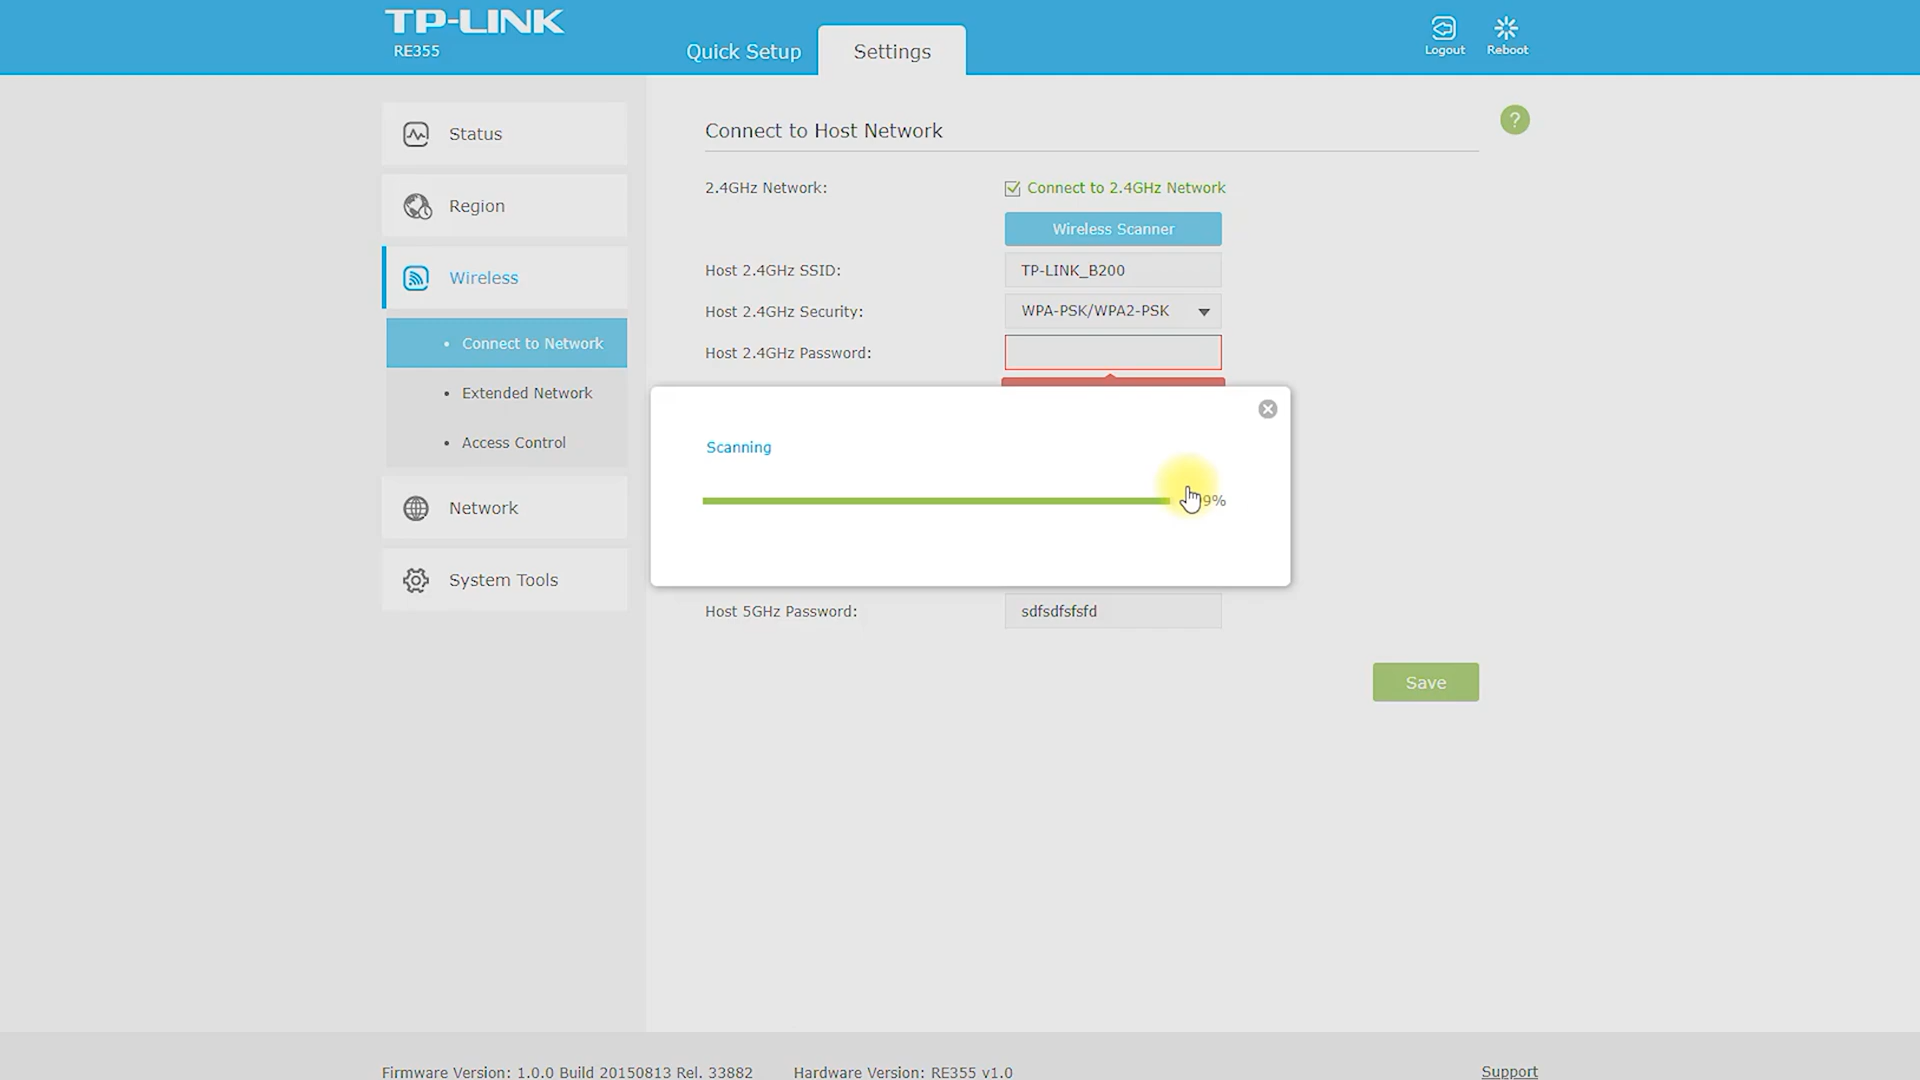 TP-LINK
RE355
Quick Setup
Settings
Logout
Reboot
Status
Region
Wireless
• Connect to Network
• Extended Network
• Access Control
Network
System Tools
Connect to Host Network
?
2.4GHz Network:
Connect to 2.4GHz Network
Wireless Scanner
Host 2.4GHz SSID:
TP-LINK_B200
Host 2.4GHz Security:
WPA-PSK/WPA2-PSK
Host 2.4GHz Password:
Scanning
Host 5GHz Password:
sdfsdfsfsfd
Save
Firmware Version: 1.0.0 Build 20150813 Rel. 33882
Hardware Version: RE355 v1.0
Support